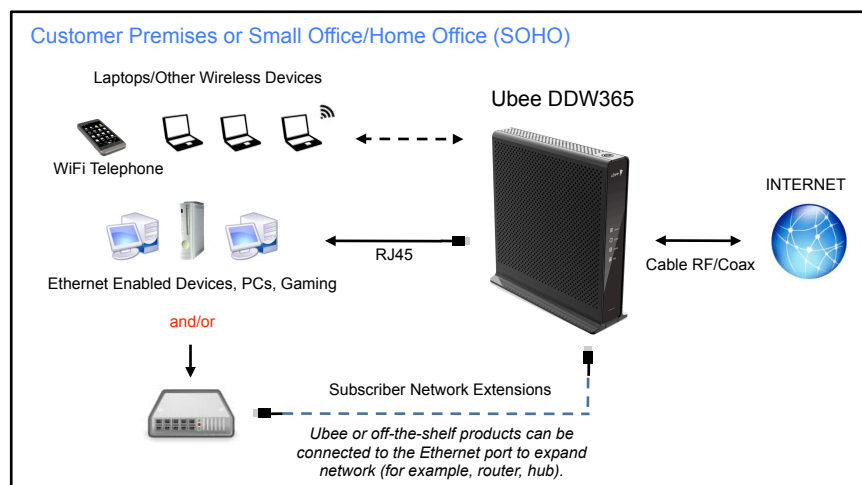 Customer Premises or Small Office/Home Office (SOHO)
Laptops/Other Wireless Devices
Ubee DDW365
WiFi Telephone
INTERNET
RJ45
Cable RF/Coax
Ethernet Enabled Devices, PCs, Gaming
and/or
Subscriber Network Extensions
Ubee or off-the-shelf products can be
connected to the Ethernet port to expand
network (for example, router, hub).